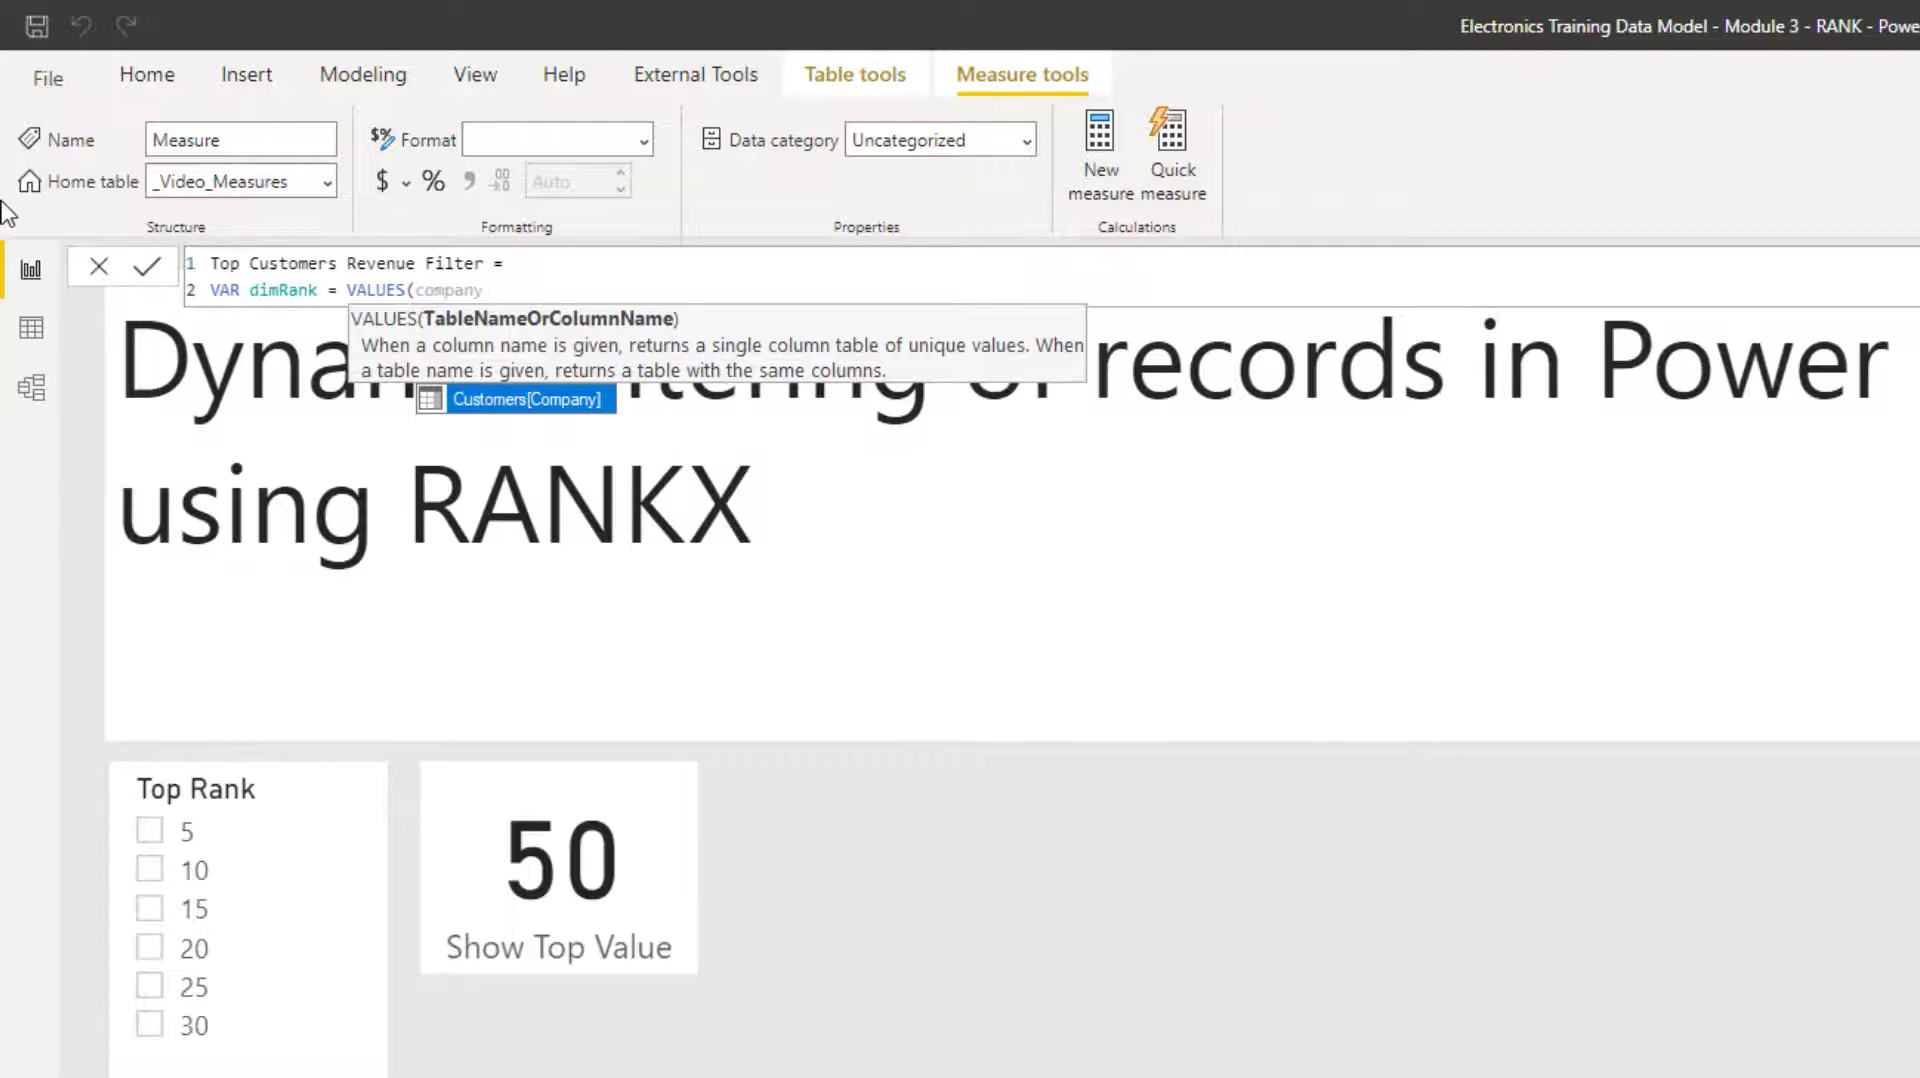 Electronics Training Data Model - Module 3 - RANK - Powe
File Home Insert Modeling View Help External Tools Table tools Measure tools
Name Measure
Home table _Video_Measures
Structure
$% Format
$ % 9 .00 Auto
Formatting
Data category Uncategorized
Properties
New measure
Quick measure
Calculations
1 Top Customers Revenue Filter =
2 VAR dimRank = VALUES(company
VALUES(TableNameOrColumnName)
When a column name is given, returns a single column table of unique values. When
a table name is given, returns a table with the same columns.
Customers[Company]
records in Power
using RANKX
Top Rank
5
10
15
20
25
30
50
Show Top Value